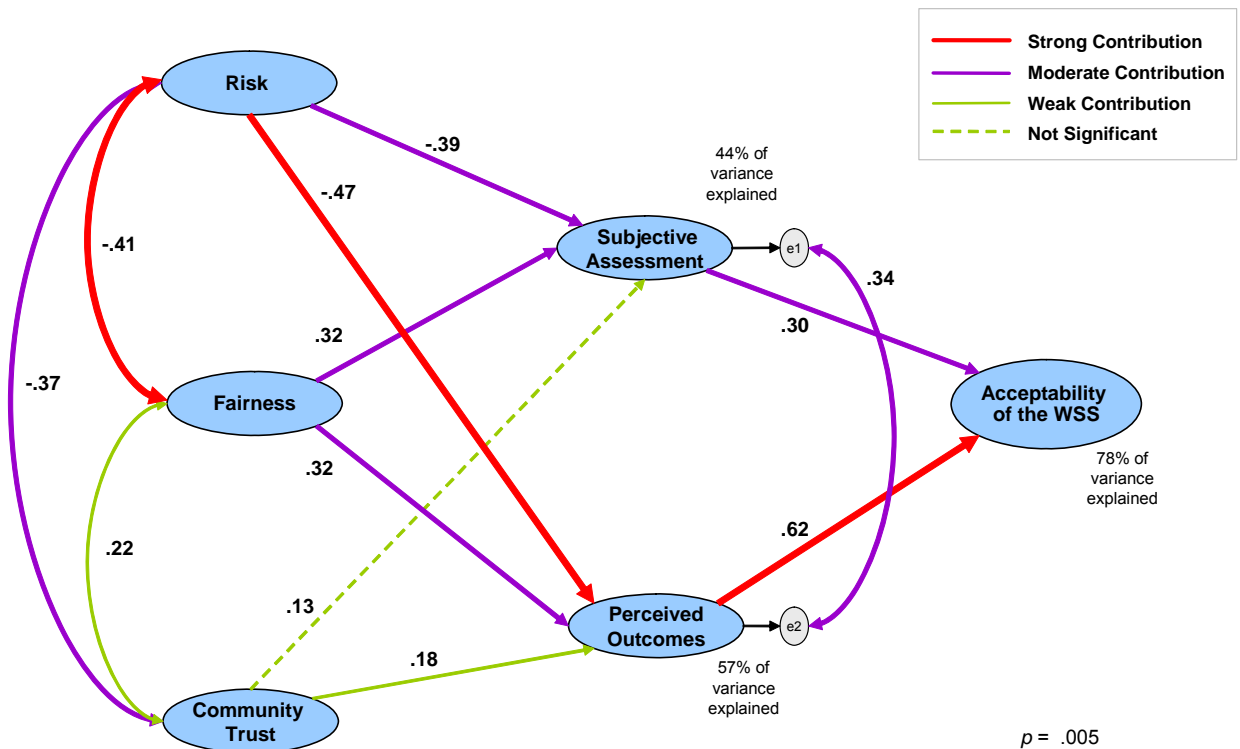 Strong Contribution
Moderate Contribution
Weak Contribution
Not Significant
Risk
-.39
44% of
variance
explained
-.47
-.41
Subjective
Assessment
e1
.34
.32
.30
-.37
Fairness
Acceptability
of the WSS
.32
78% of
variance
explained
.62
.22
.13
Perceived
Outcomes
e2
.18
57% of
variance
explained
Community
Trust
p = .005